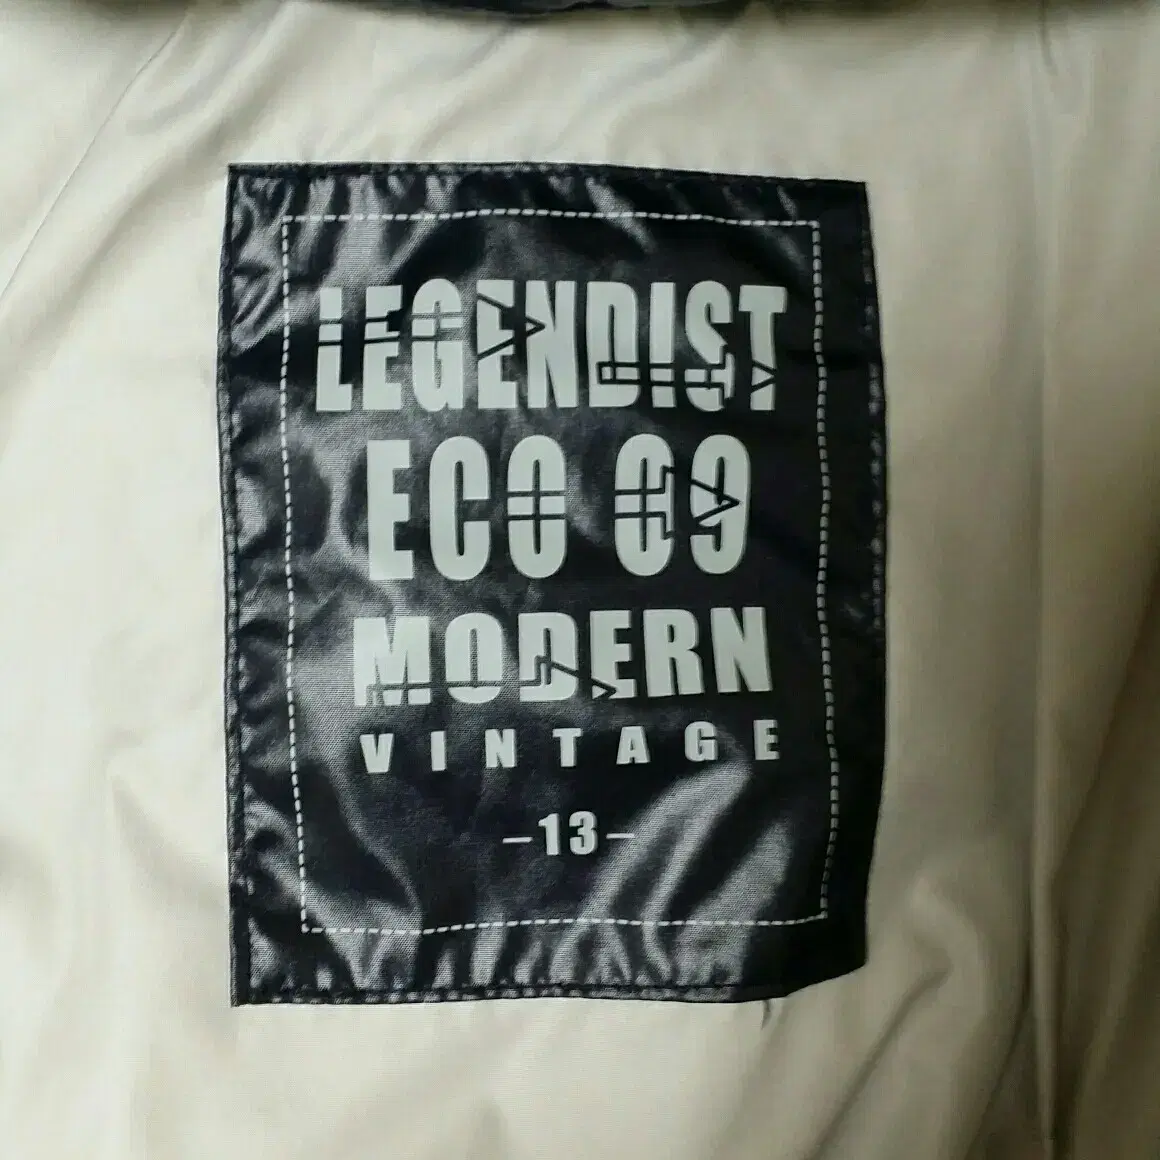 LEGENDIST
ECO 09
MODERN
VINTAGE
-13-